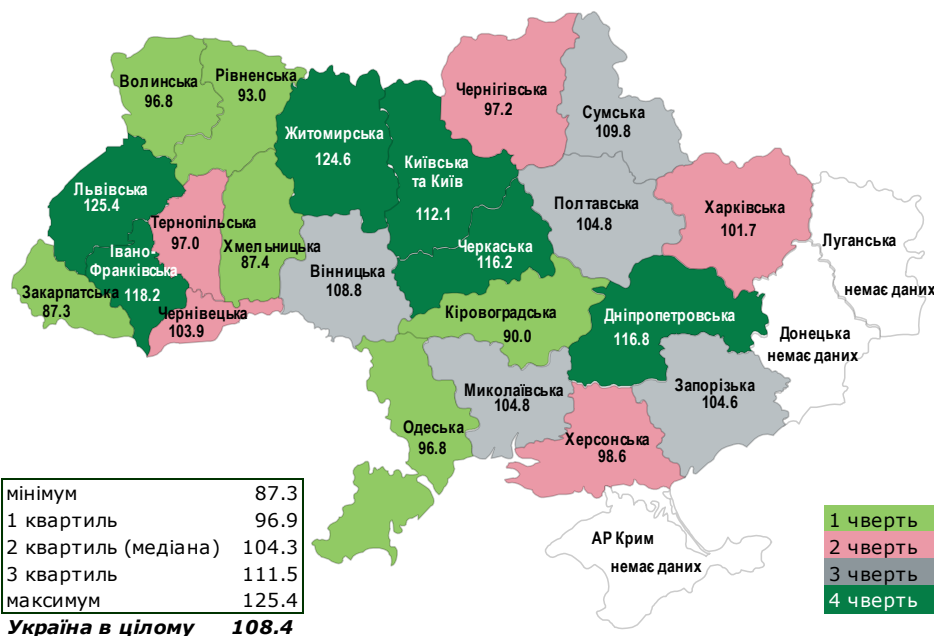 Волинська
96.8
Рівненська
93.0
Житомирська
124.6
Київська
та Київ
112.1
Чернігівська
97.2
Сумська
109.8
Львівська
125.4
Тернопільська
97.0
Хмельницька
87.4
Вінницька
108.8
Черкаська
116.2
Полтавська
104.8
Харківська
101.7
Луганська
немає даних
Івано-
Франківська
118.2
Закарпатська
87.3
Чернівецька
103.9
Кіровоградська
90.0
Дніпропетровська
116.8
Донецька
немає даних
Одеська
96.8
Миколаївська
104.8
Херсонська
98.6
Запорізька
104.6
АР Крим
немає даних
мінімум 87.3
1 квартиль 96.9
2 квартиль (медіана) 104.3
3 квартиль 111.5
максимум 125.4
Україна в цілому 108.4
1 чверть
2 чверть
3 чверть
4 чверть